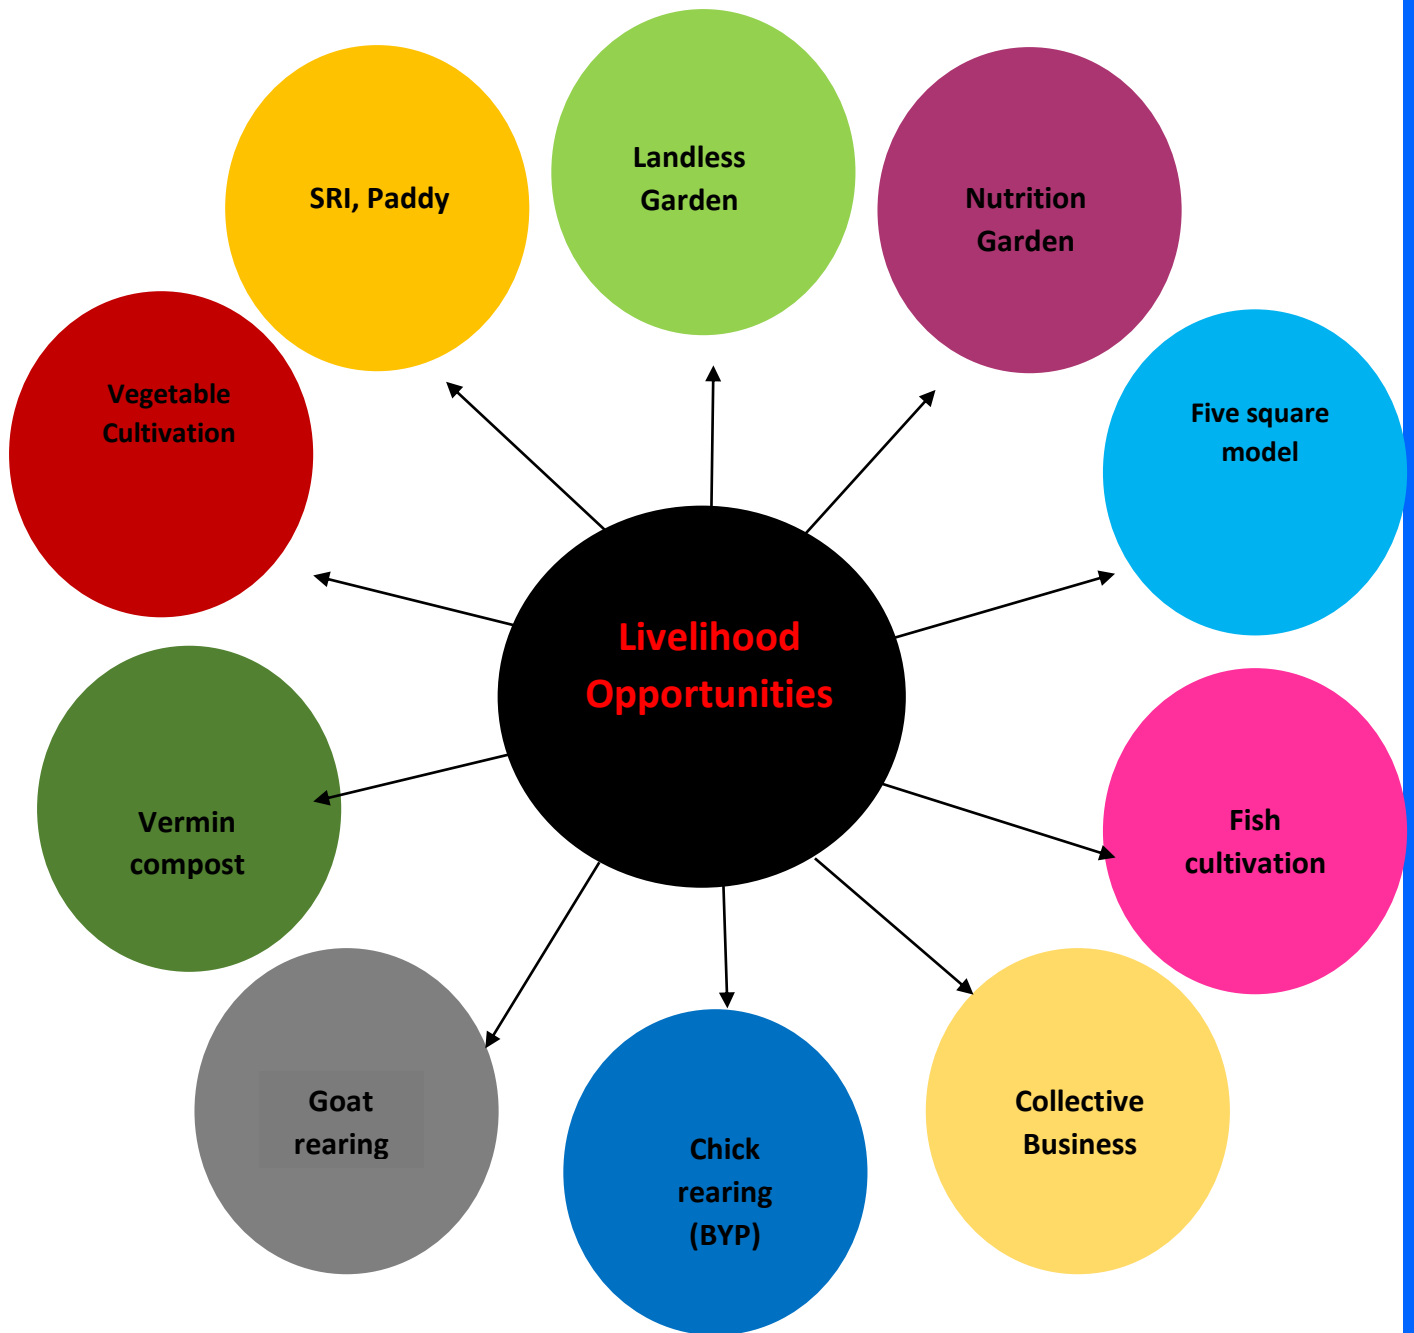 Landless
Garden
SRI, Paddy
Nutrition
Garden
Vegetable
Cultivation
Five square
model
Livelihood
Opportunities
Vermin
compost
Fish
cultivation
Goat
rearing
Collective
Business
Chick
rearing
(BYP)